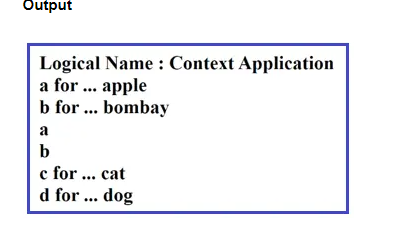 Output
Logical Name : Context Application
a for ... apple
b for ... bombay
a
b
c for ... cat
d for ... dog